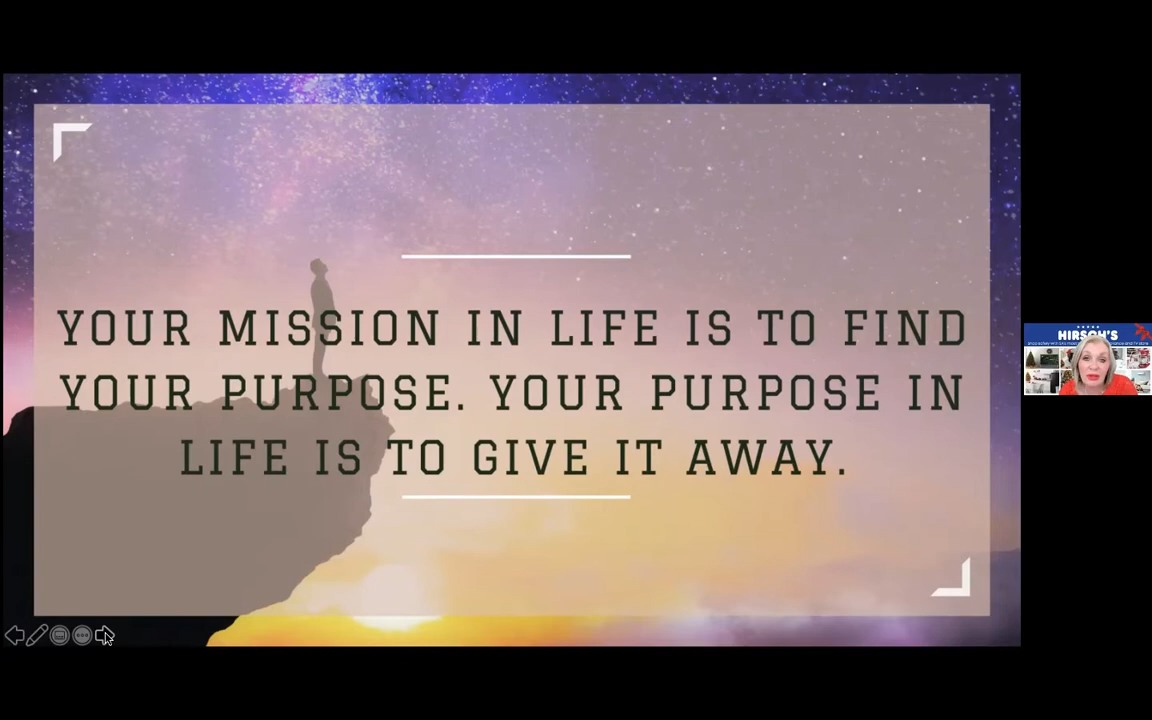 YOUR MISSION IN LIFE IS TO FIND
YOUR PURPOSE. YOUR PURPOSE IN
LIFE IS TO GIVE IT AWAY.
HIRSCH'S